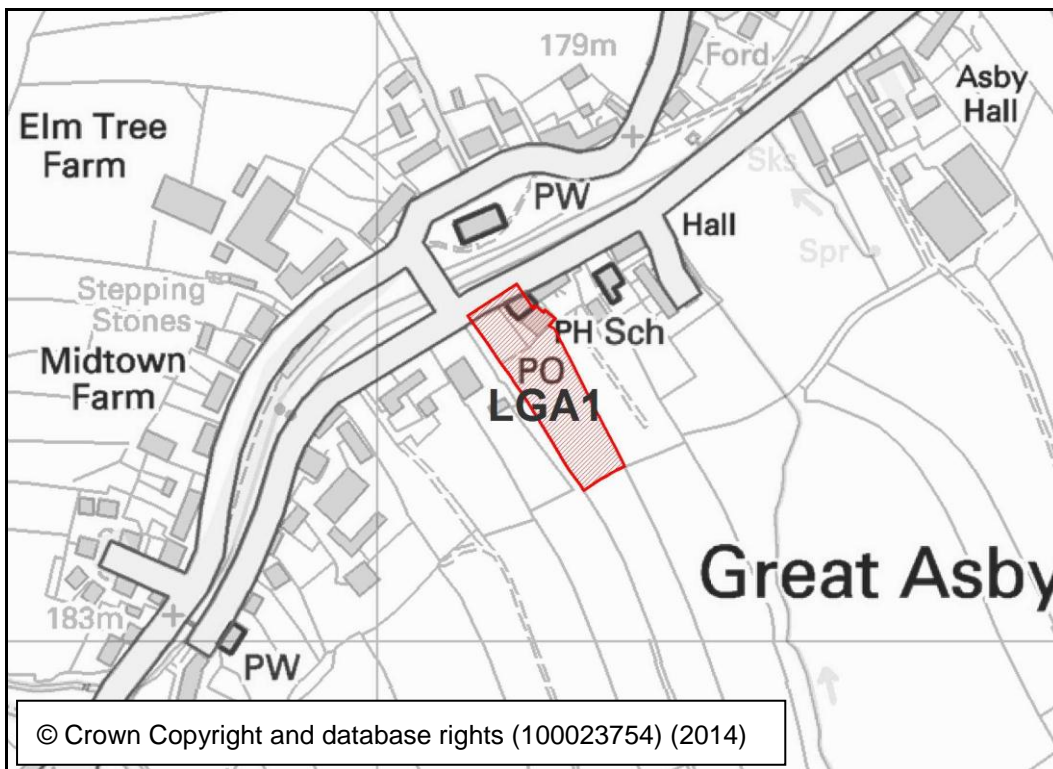 179m
Ford
Asby
Hall
Elm Tree
Farm
Sks
PW
Hall
Spr
Stepping
Stones
PH Sch
Midtown
Farm
PO
LGA1
Great Asby
183m
PW
© Crown Copyright and database rights (100023754) (2014)